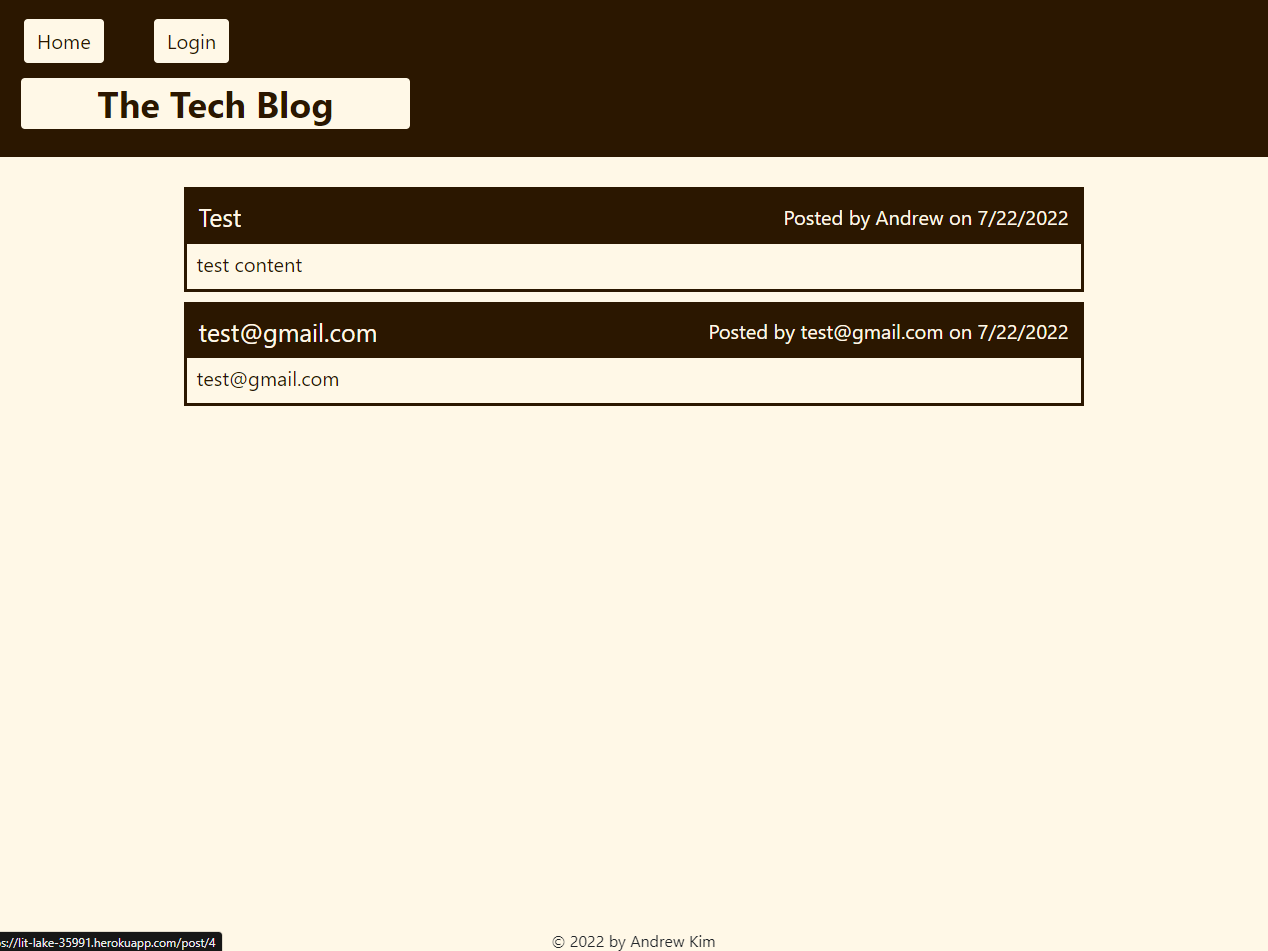 Home Login
The Tech Blog
Test Posted by Andrew on 7/22/2022
test content
test@gmail.com Posted by test@gmail.com on 7/22/2022
test@gmail.com
© 2022 by Andrew Kim
s://lit-lake-35991.herokuapp.com/post/4